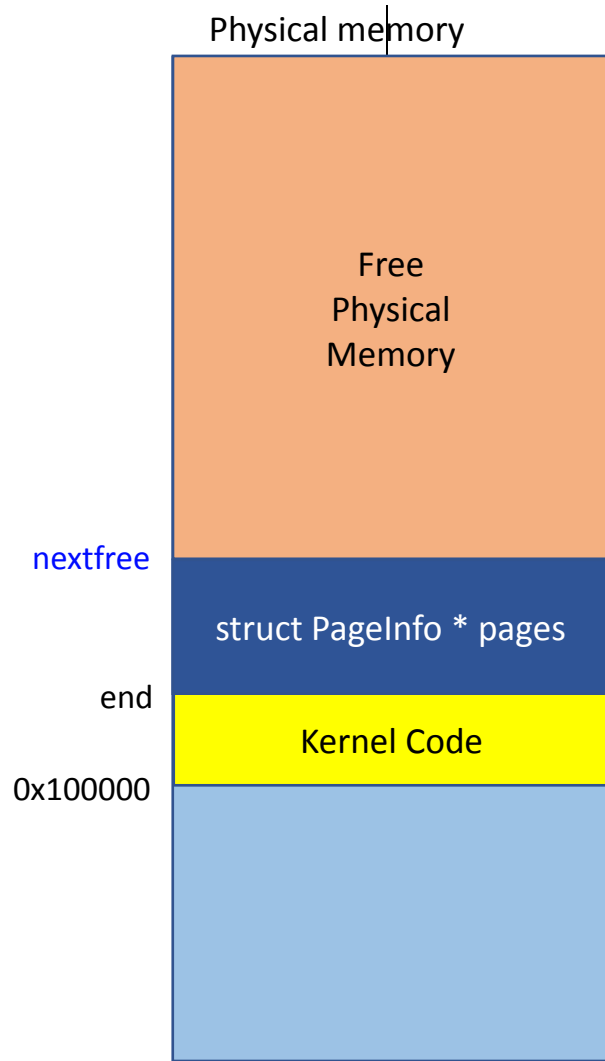 Physical memory
Free
Physical
Memory
nextfree
struct PageInfo * pages
end
Kernel Code
0x100000